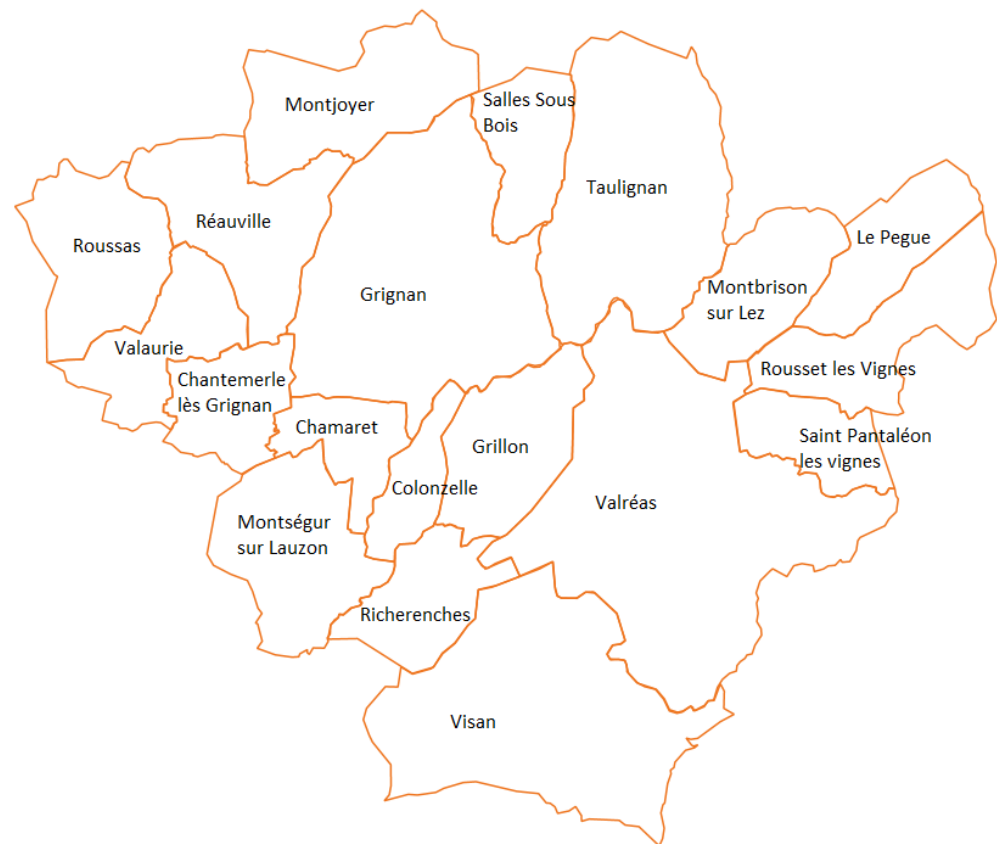 Montjoyer
Salles Sous
Bois
Taulignan
Réauville
Roussas
Le Pegue
Grignan
Montbrison
sur Lez
Valaurie
Chantemerle
lès Grignan
Rousset les Vignes
Chamaret
Saint Pantaléon
les vignes
Grillon
Colonzelle
Valréas
Montségur
sur Lauzon
Richerenches
Visan